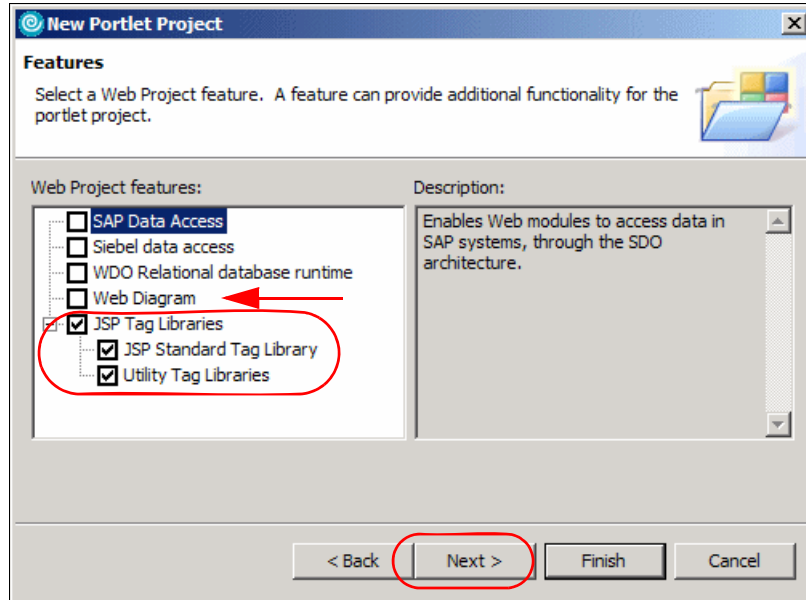 New Portlet Project
Features
Select a Web Project feature. A feature can provide additional functionality for the
portlet project.
Web Project features:
Description:
SAP Data Access
Siebel data access
WDO Relational database runtime
Web Diagram
JSP Tag Libraries
JSP Standard Tag Library
Utility Tag Libraries
Enables Web modules to access data in
SAP systems, through the SDO
architecture.
< Back
Next >
Finish
Cancel